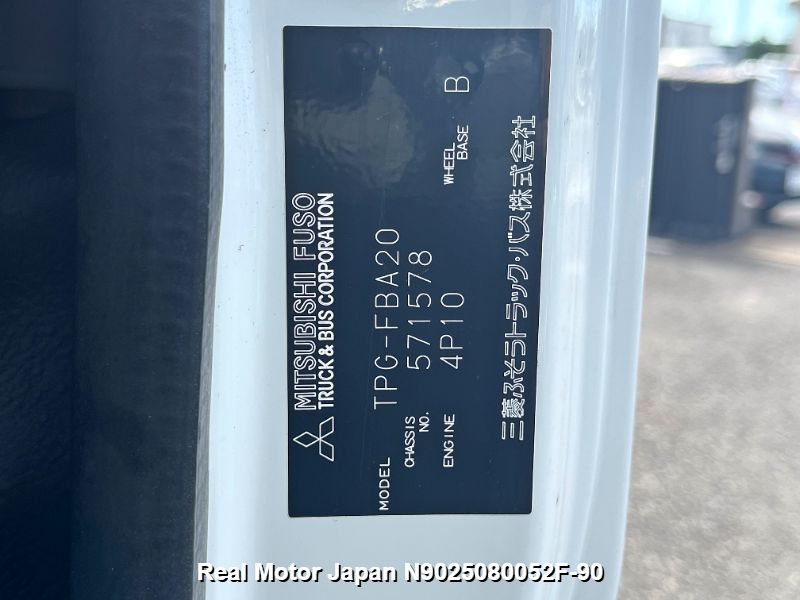 MITSUBISHI FUSO
TRUCK & BUS CORPORATION
MODEL TPG-FBA20
CHASSIS NO. 571578
ENGINE 4P10 WHEEL BASE B
三菱ふそうトラック・バス株式会社
Real Motor Japan N9025080052F-90